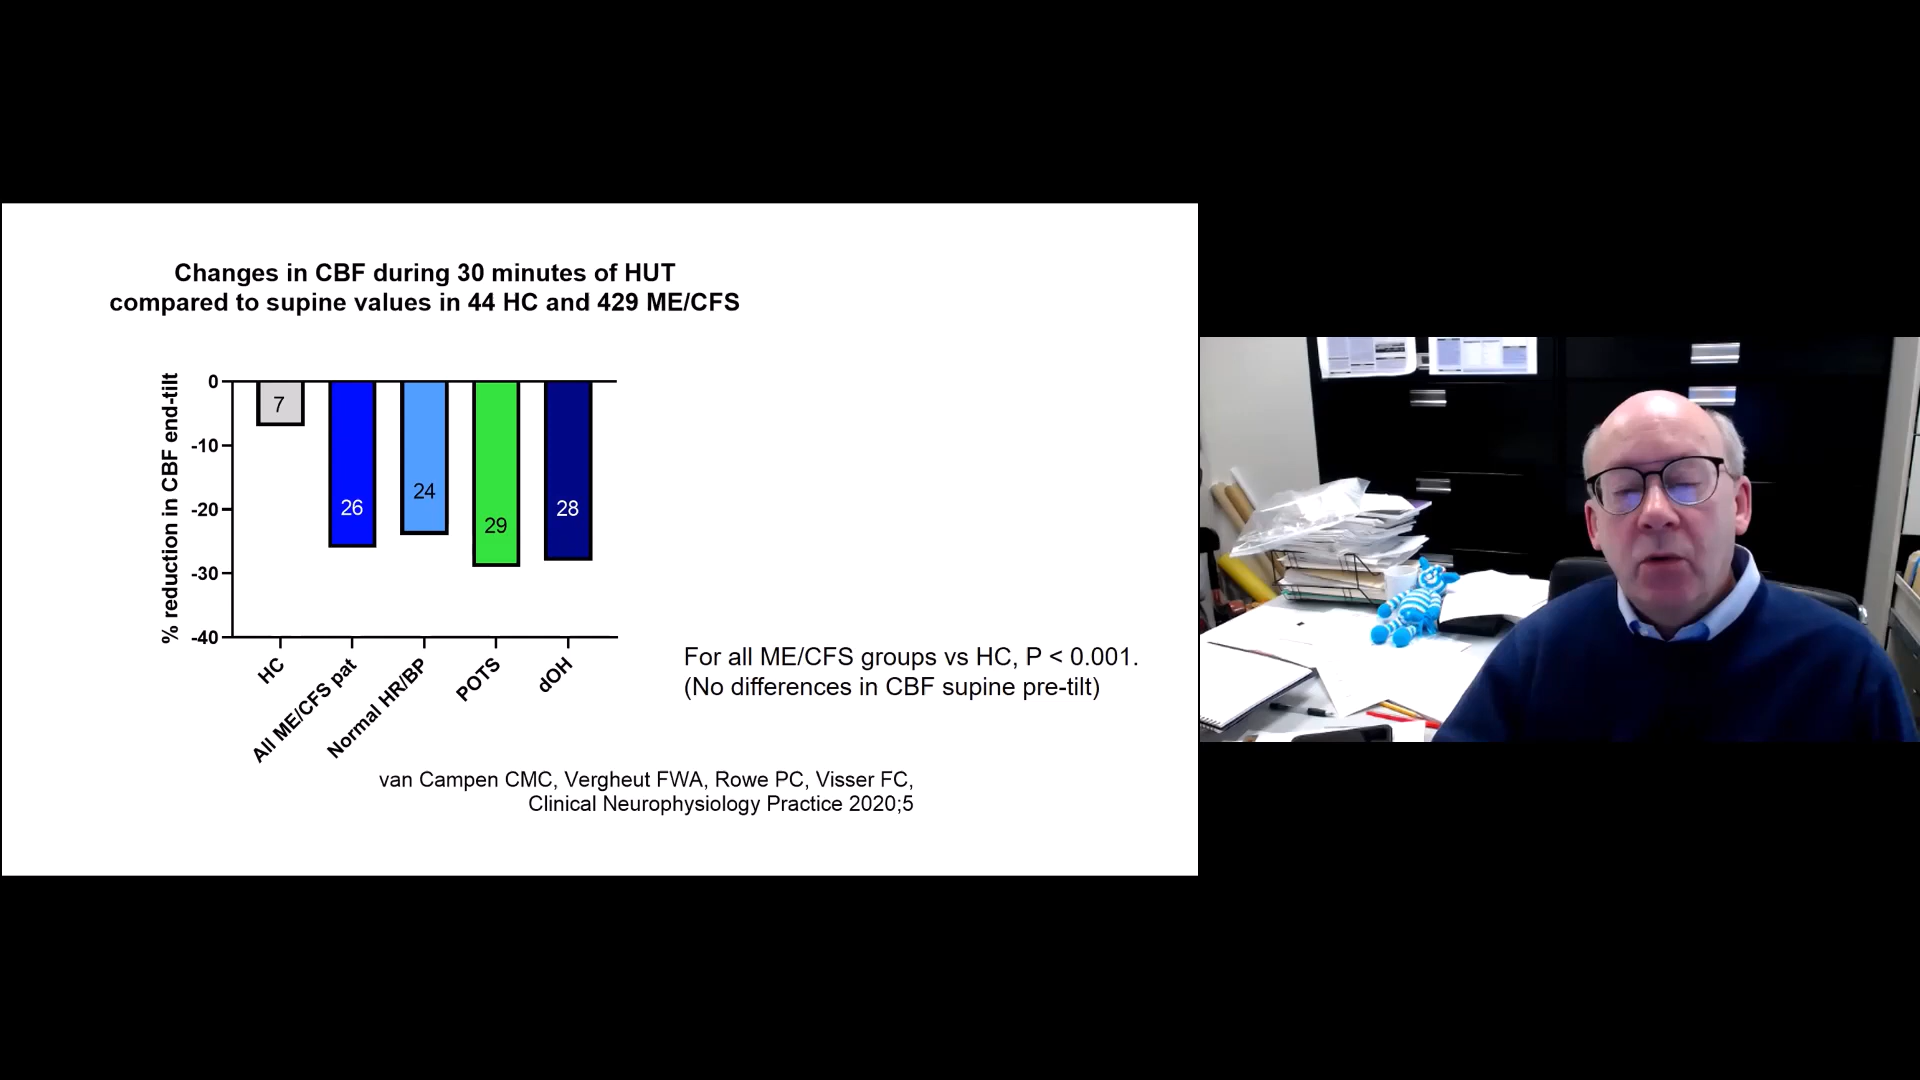 Changes in CBF during 30 minutes of HUT
compared to supine values in 44 HC and 429 ME/CFS
% reduction in CBF end-tilt
0
-10
-20
-30
-40
7
26
24
29
28
HC
All ME/CFS pat
Normal HR/BP
POTS
dOH
For all ME/CFS groups vs HC, P < 0.001.
(No differences in CBF supine pre-tilt)
van Campen CMC, Vergheut FWA, Rowe PC, Visser FC,
Clinical Neurophysiology Practice 2020;5